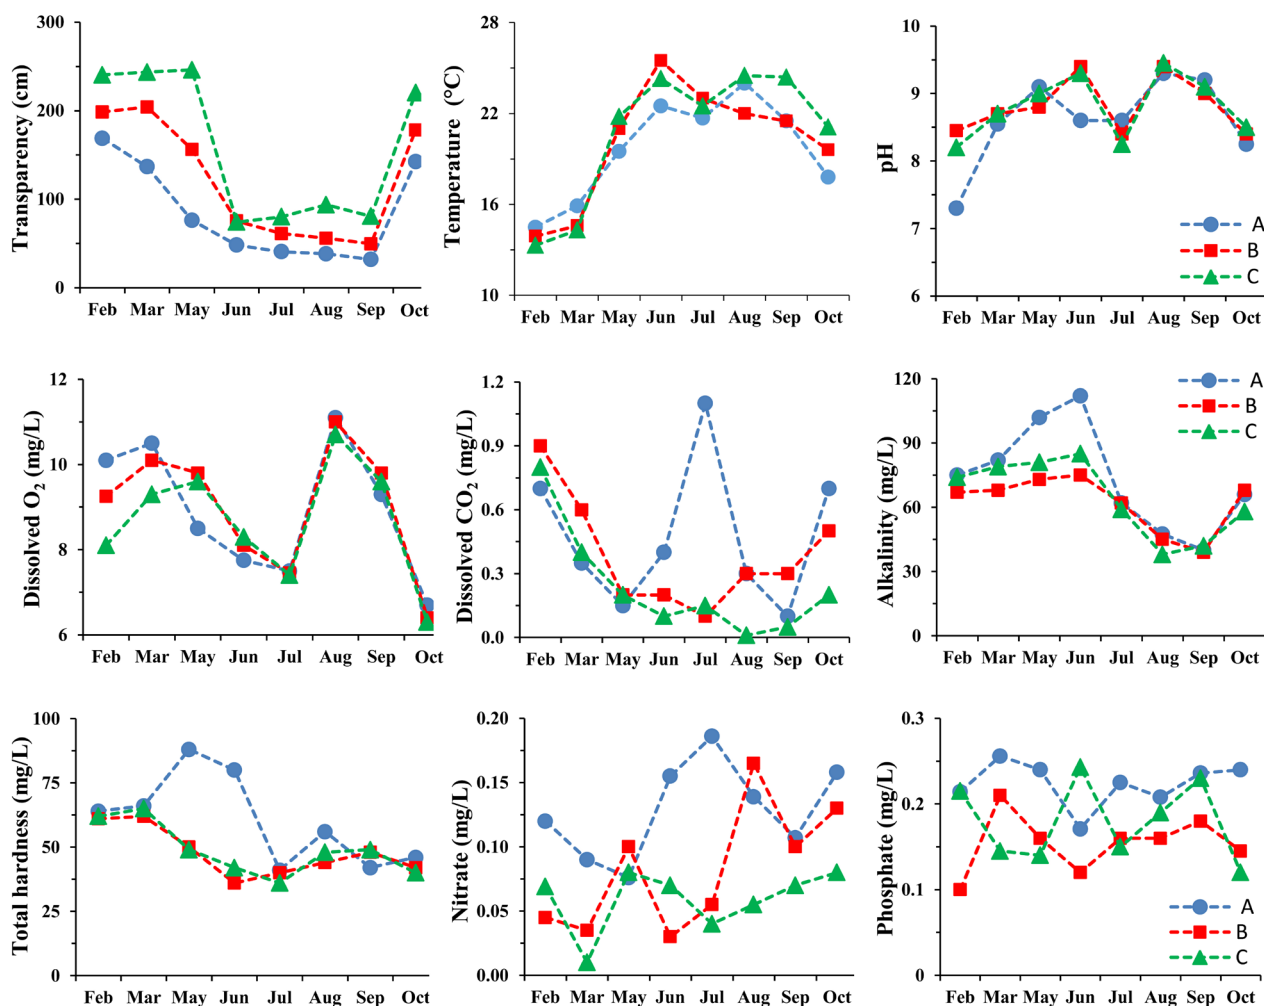 Transparency (cm)
300
200
100
0
Feb Mar May Jun Jul Aug Sep Oct
Temperature (°C)
28
22
16
10
Feb Mar May Jun Jul Aug Sep Oct
pH
10
9
8
7
6
Feb Mar May Jun Jul Aug Sep Oct
A
B
C
Dissolved O2 (mg/L)
12
10
8
6
Feb Mar May Jun Jul Aug Sep Oct
Dissolved CO2 (mg/L)
1.2
0.9
0.6
0.3
0.0
Feb Mar May Jun Jul Aug Sep Oct
Alkalinity (mg/L)
120
90
60
30
0
Feb Mar May Jun Jul Aug Sep Oct
A
B
C
Total hardness (mg/L)
100
75
50
25
0
Feb Mar May Jun Jul Aug Sep Oct
Nitrate (mg/L)
0.20
0.15
0.10
0.05
0.00
Feb Mar May Jun Jul Aug Sep Oct
Phosphate (mg/L)
0.3
0.2
0.1
0
Feb Mar May Jun Jul Aug Sep Oct
A
B
C